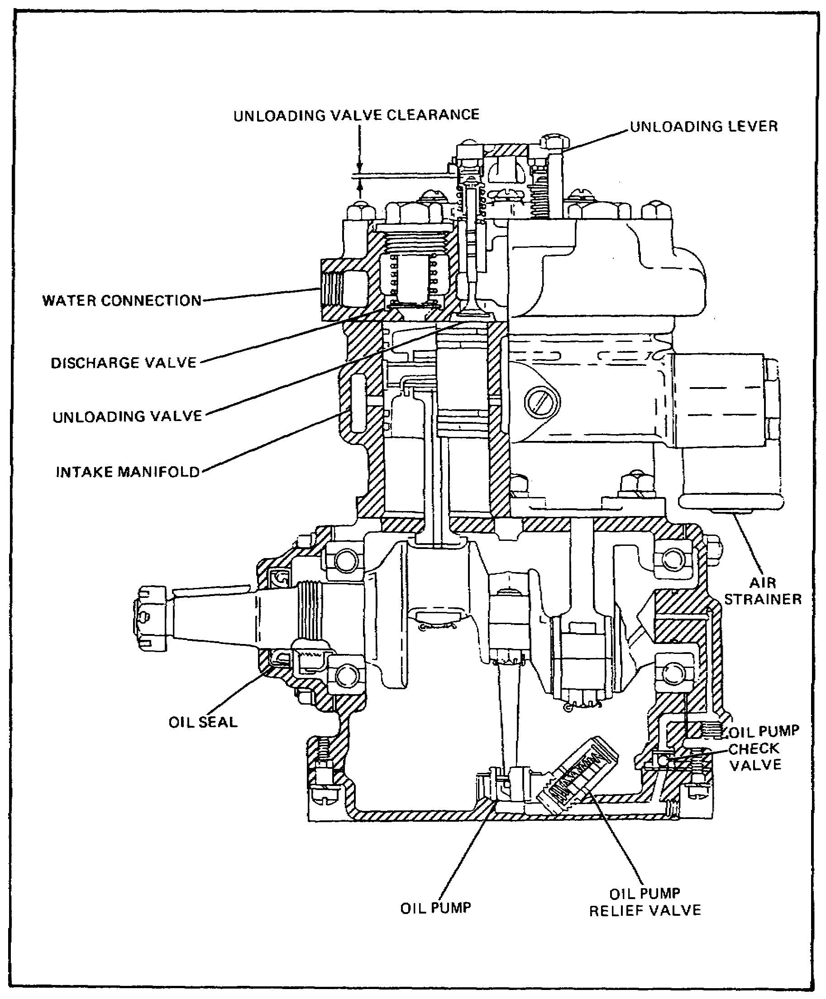 UNLOADING VALVE CLEARANCE
UNLOADING LEVER
WATER CONNECTION
DISCHARGE VALVE
UNLOADING VALVE
INTAKE MANIFOLD
AIR
STRAINER
OIL SEAL
OIL PUMP
CHECK
VALVE
OIL PUMP
OIL PUMP
RELIEF VALVE